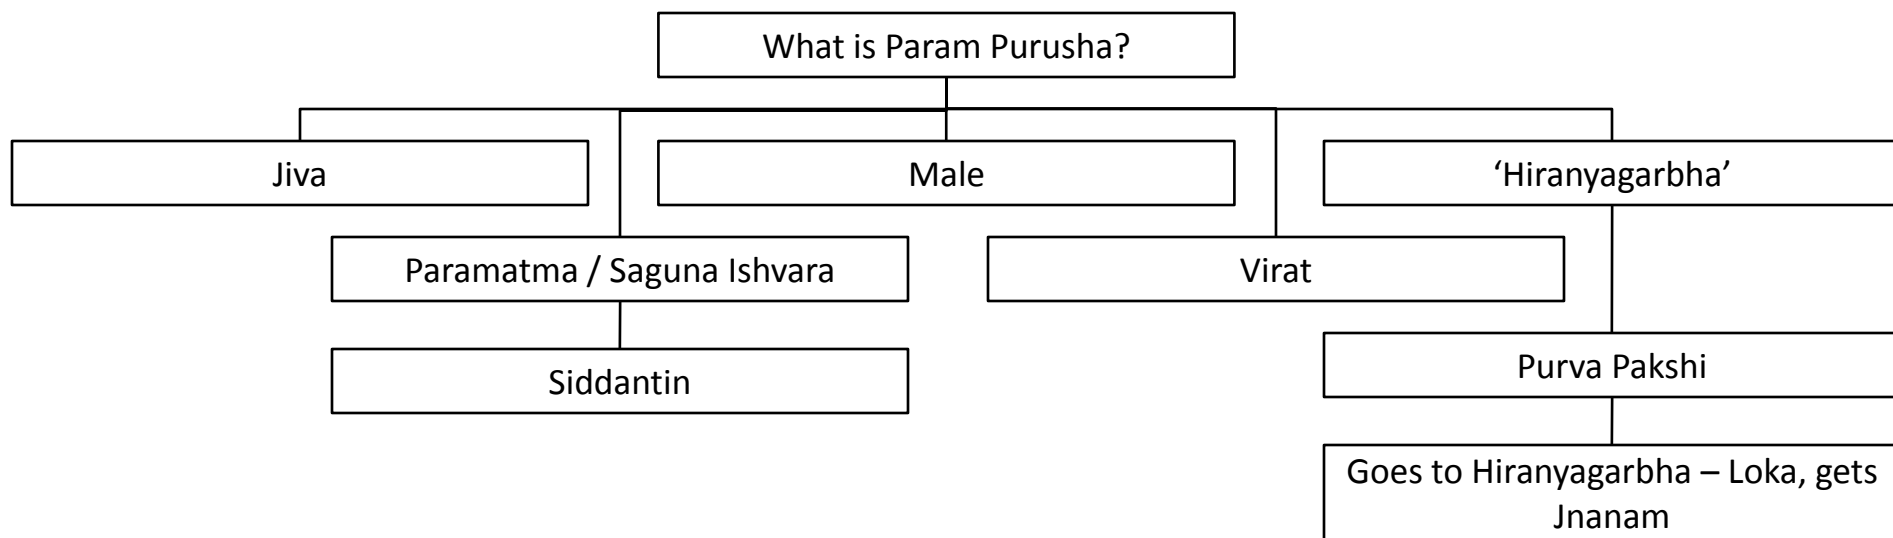 What is Param Purusha?
Jiva
Male
‘Hiranyagarbha’
Paramatma / Saguna Ishvara
Virat
Siddantin
Purva Pakshi
Goes to Hiranyagarbha – Loka, gets
Jnanam